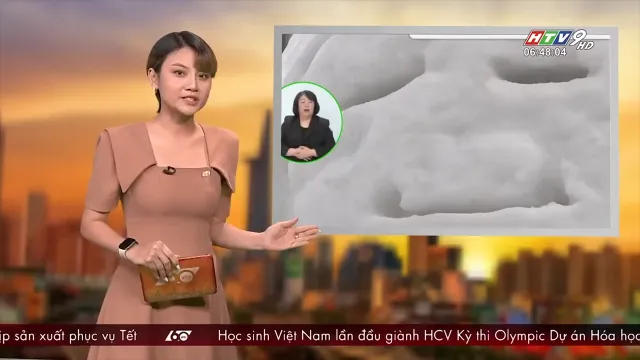 HTV9 HD
06:48:04
ịp sản xuất phục vụ Tết 60 Học sinh Việt Nam lần đầu giành HCV Kỳ thi Olympic Dự án Hóa học